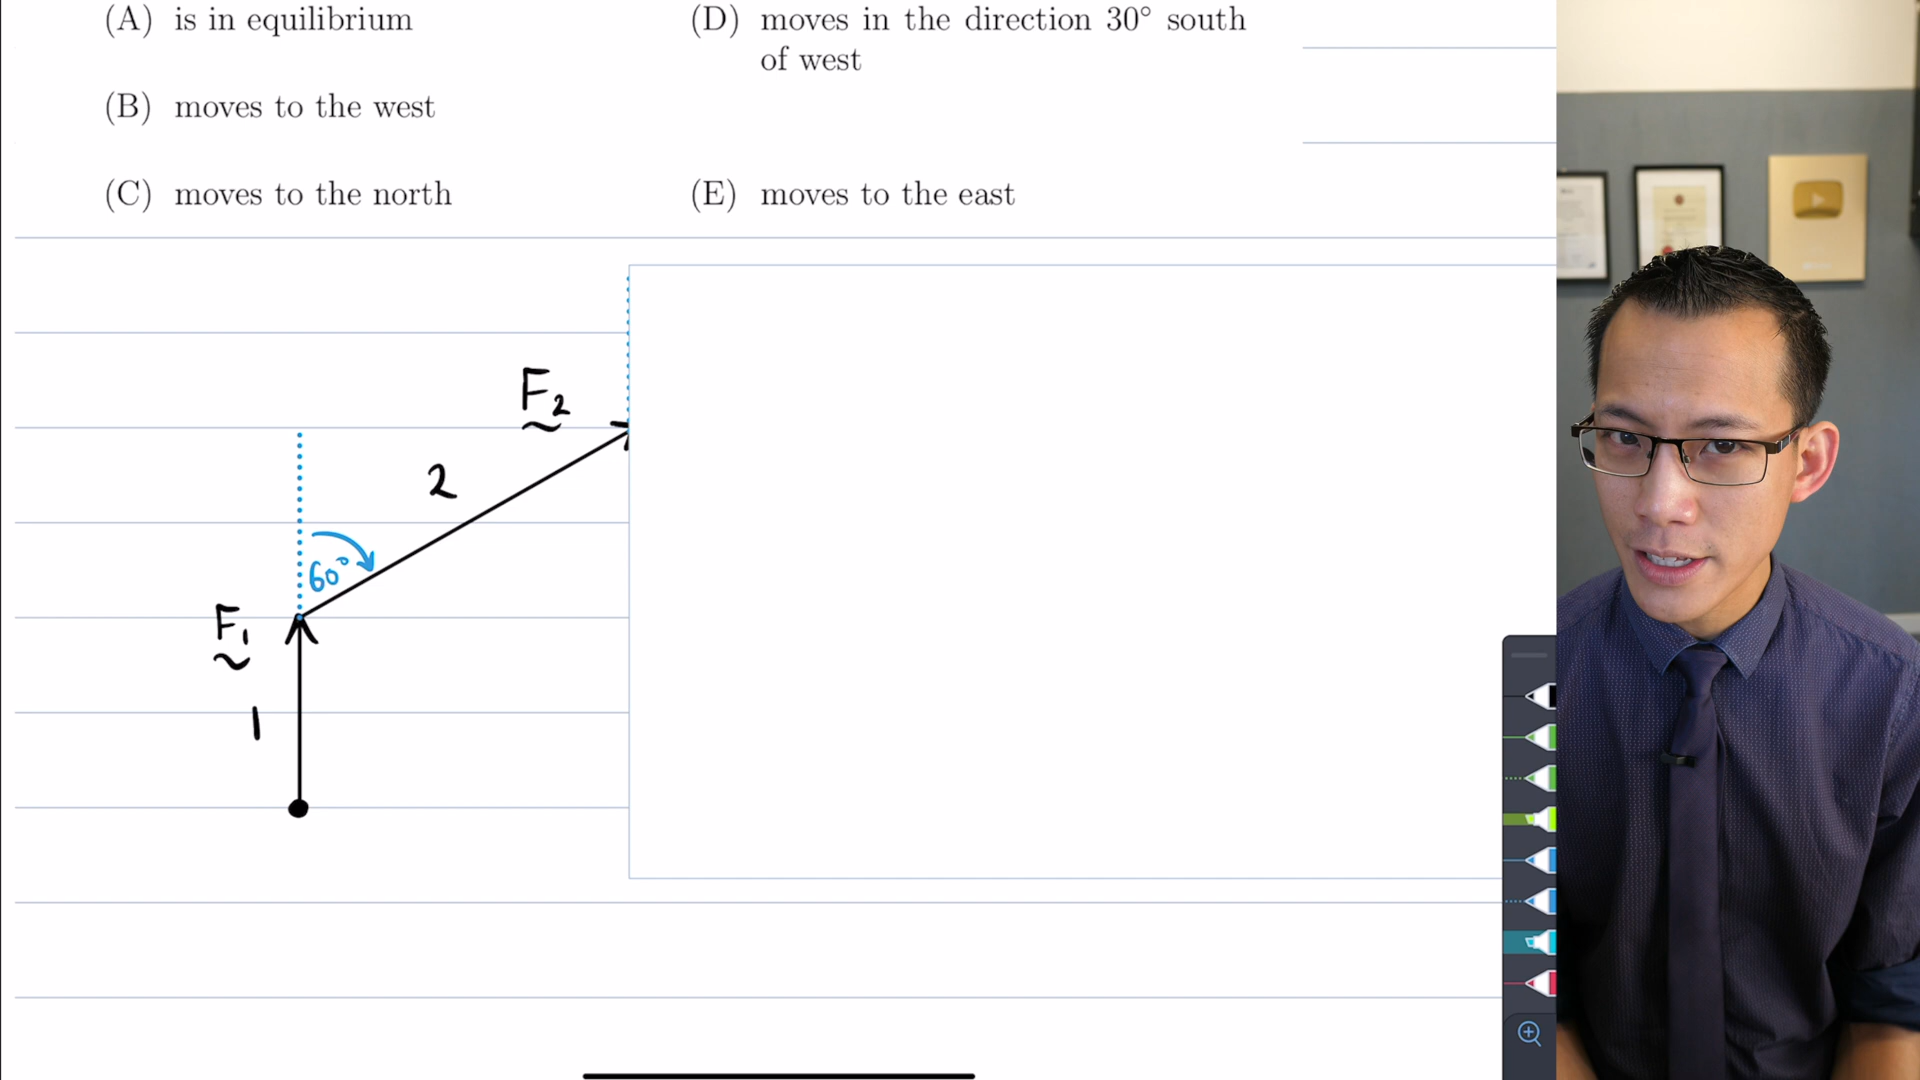 (A) is in equilibrium
(B) moves to the west
(C) moves to the north
(D) moves in the direction 30° south
of west
(E) moves to the east
F2
2
60°
F1
1